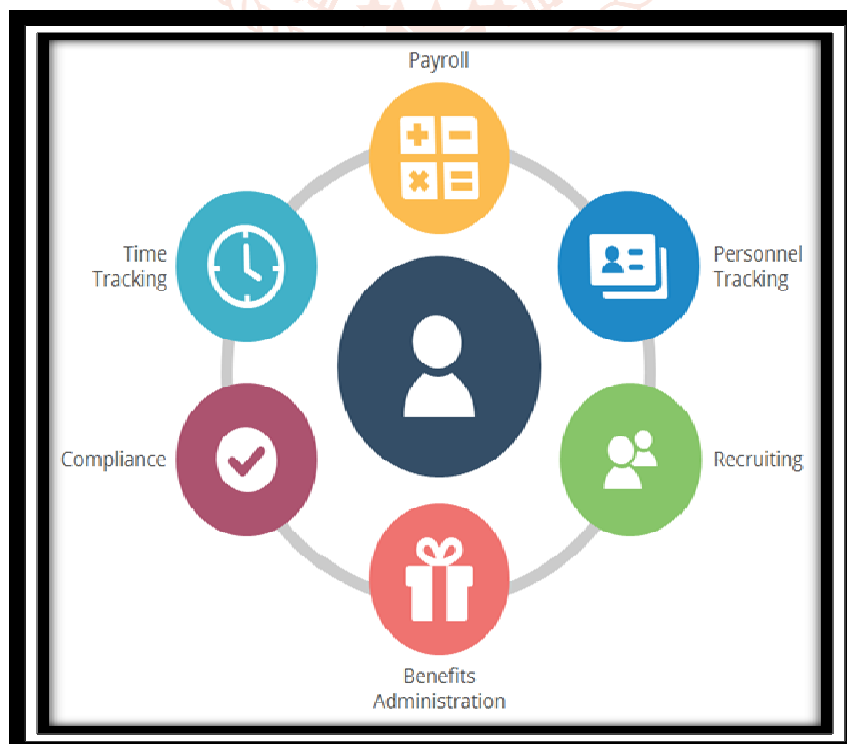 Payroll
Time
Tracking
Personnel
Tracking
Compliance
Recruiting
Benefits
Administration